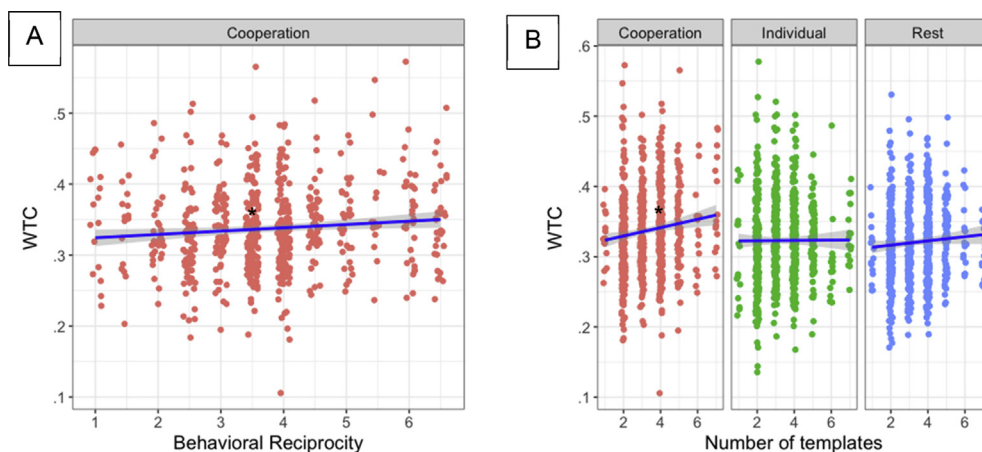 A
Cooperation
WTC
.5
.4
.3
.2
.1
*
1 2 3 4 5 6
Behavioral Reciprocity
B
Cooperation Individual Rest
WTC
.6
.5
.4
.3
.2
.1
*
2 4 6 2 4 6 2 4 6
Number of templates